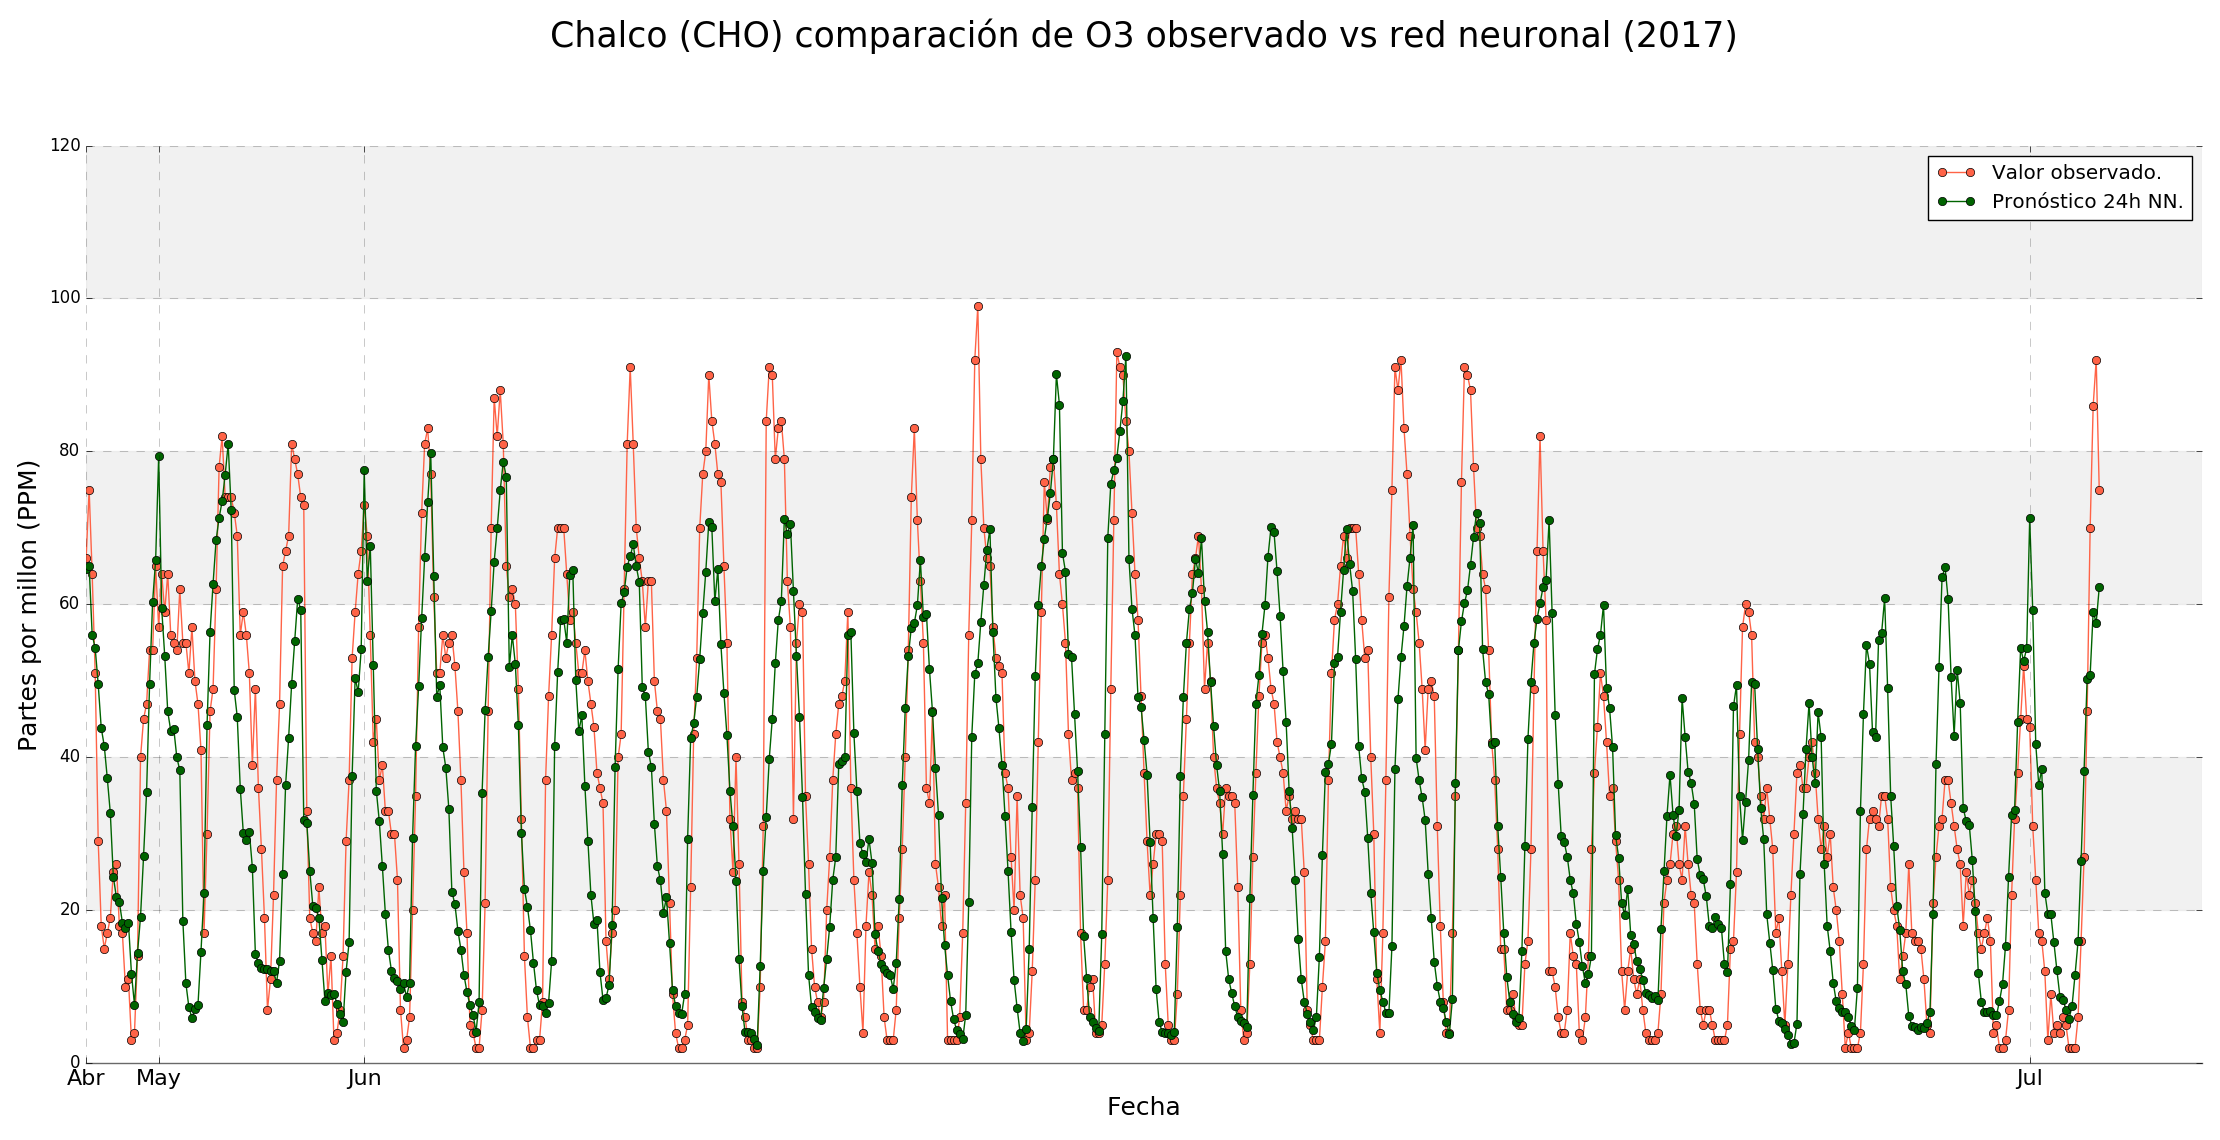 Chalco (CHO) comparación de O3 observado vs red neuronal (2017)
120
100
80
60
40
20
0
Partes por millon (PPM)
Valor observado.
Pronóstico 24h NN.
Abr May Jun Jul
Fecha